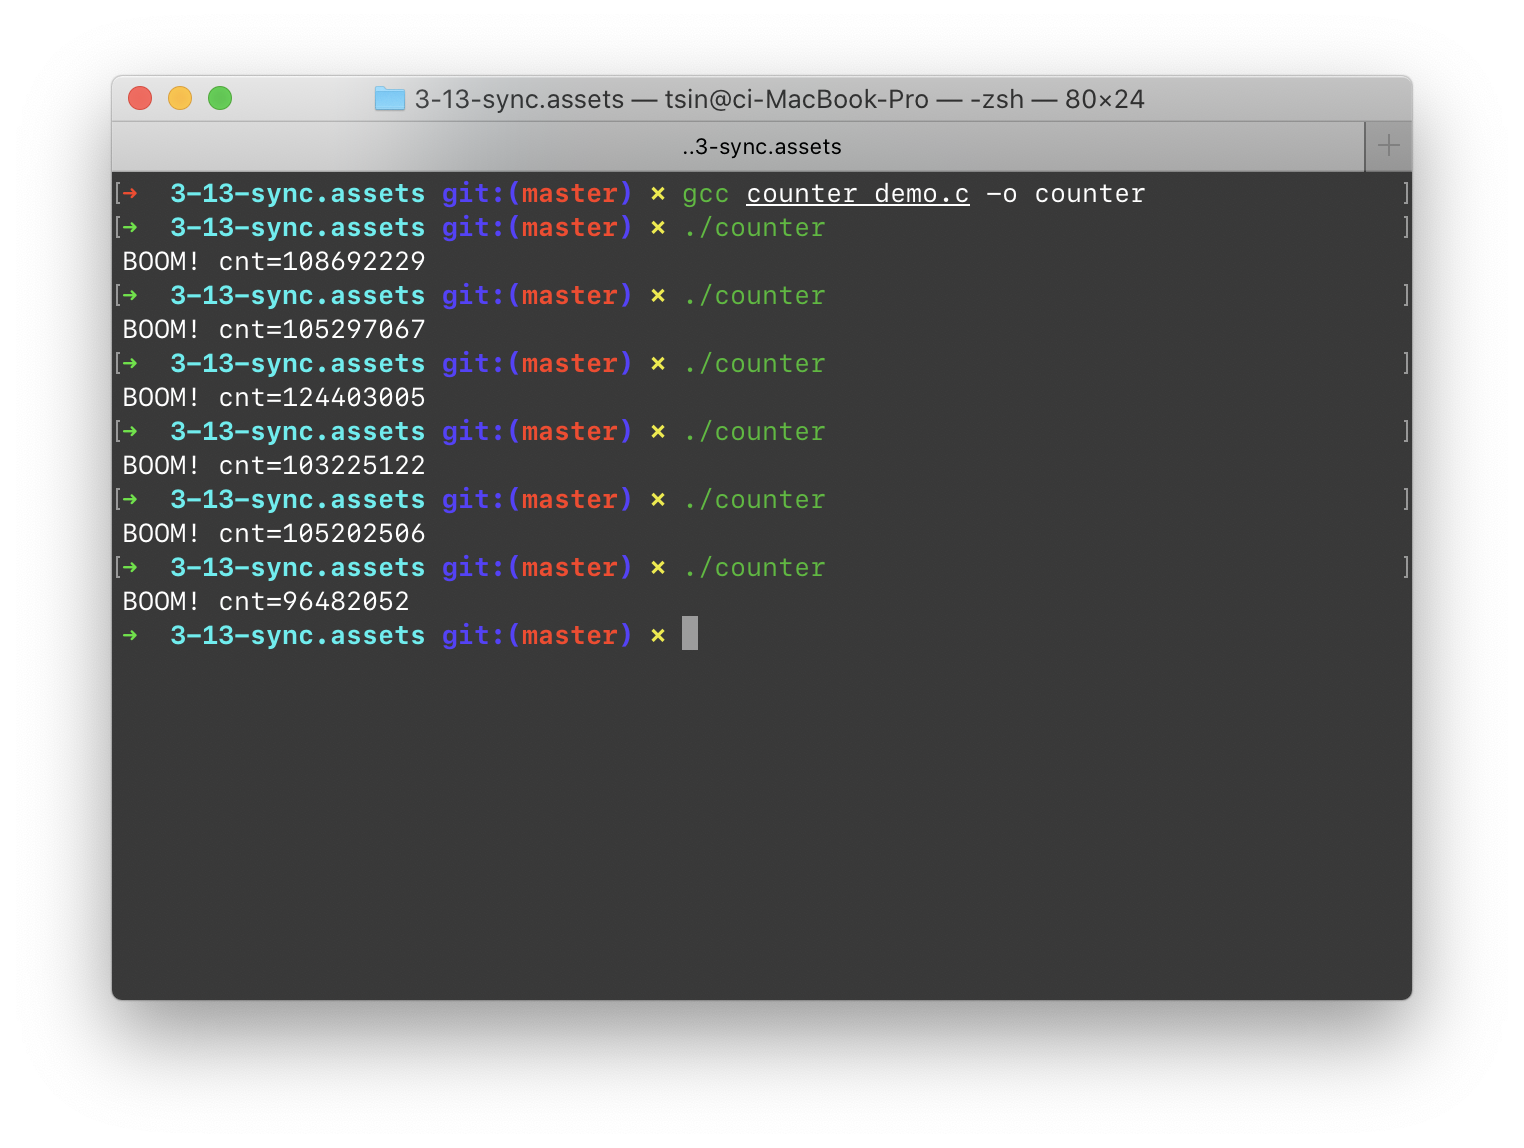 3-13-sync.assets — tsin@ci-MacBook-Pro — -zsh — 80×24
..3-sync.assets
[➜  3-13-sync.assets git:(master) × gcc counter_demo.c -o counter ]
[➜  3-13-sync.assets git:(master) × ./counter ]
BOOM! cnt=108692229
[➜  3-13-sync.assets git:(master) × ./counter ]
BOOM! cnt=105297067
[➜  3-13-sync.assets git:(master) × ./counter ]
BOOM! cnt=124403005
[➜  3-13-sync.assets git:(master) × ./counter ]
BOOM! cnt=103225122
[➜  3-13-sync.assets git:(master) × ./counter ]
BOOM! cnt=105202506
[➜  3-13-sync.assets git:(master) × ./counter ]
BOOM! cnt=96482052
➜  3-13-sync.assets git:(master) ×